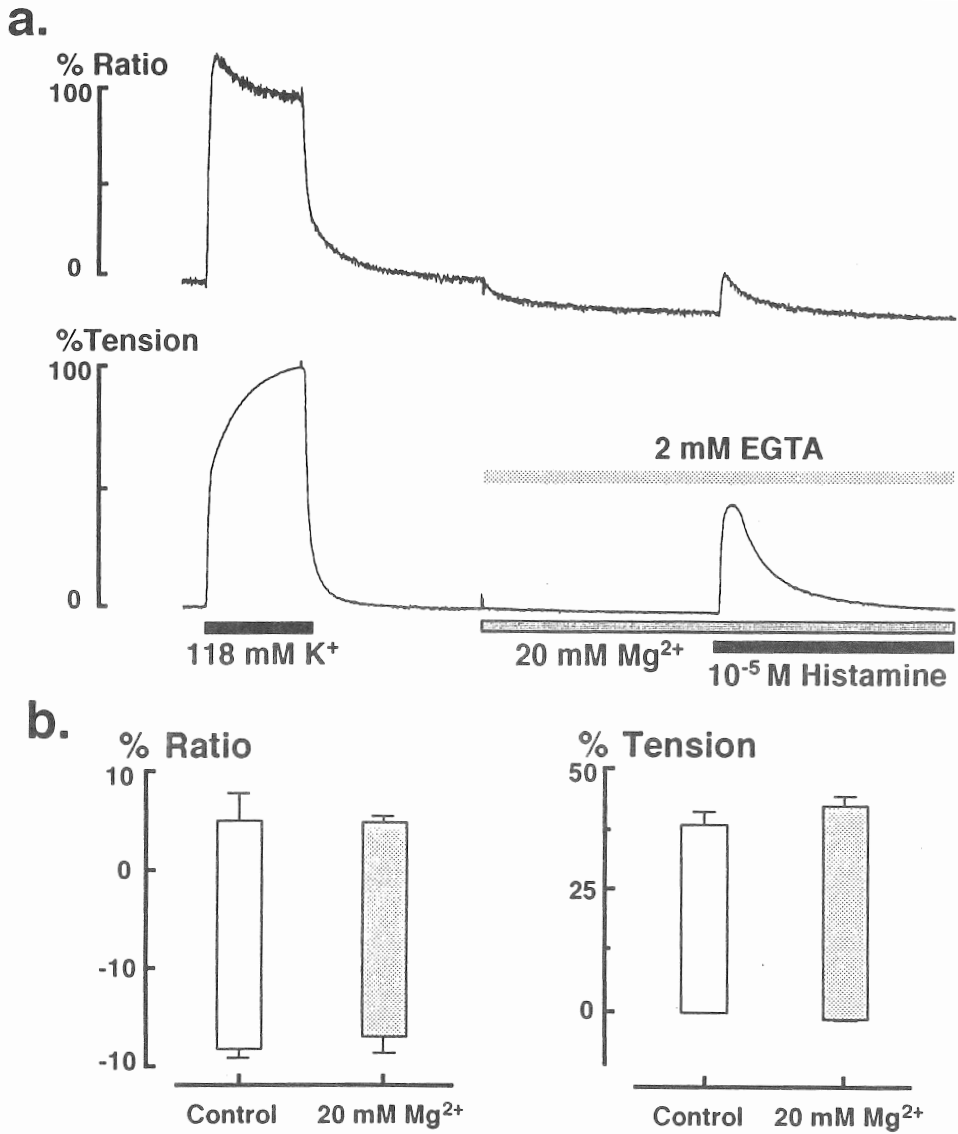 a.
% Ratio
100
0
%Tension
100
0
2 mM EGTA
118 mM K⁺
20 mM Mg²⁺
10⁻⁵ M Histamine
b.
% Ratio
10
0
-10
-10
Control
20 mM Mg²⁺
% Tension
50
25
0
Control
20 mM Mg²⁺